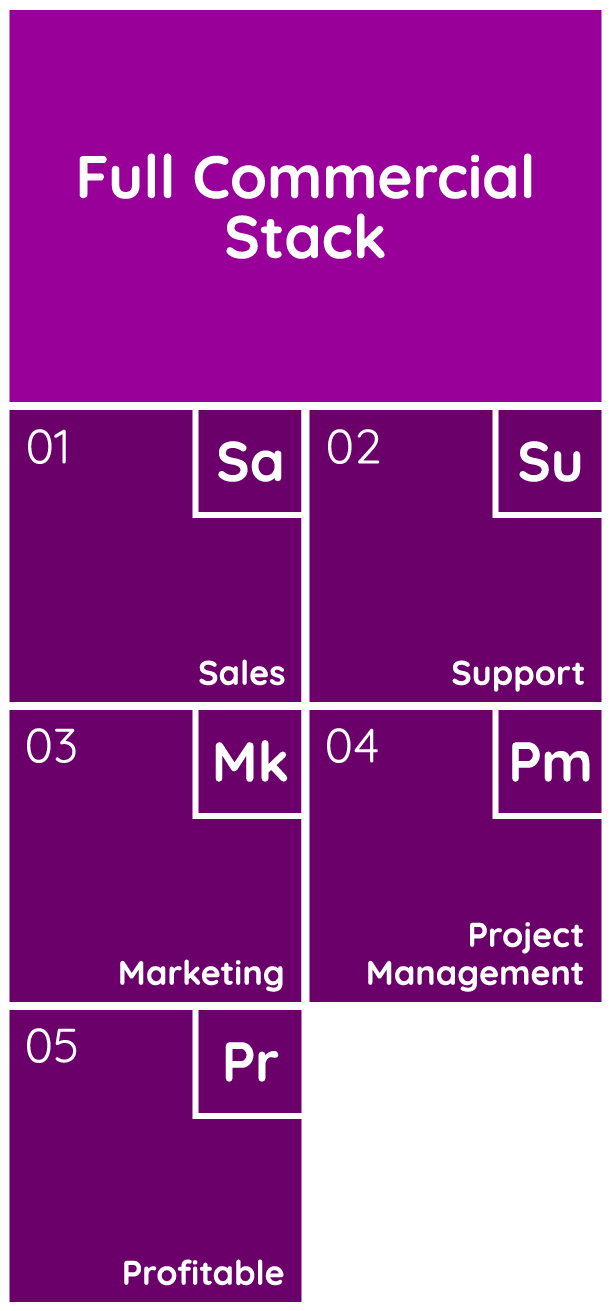 Full Commercial
Stack
01
Sa
Sales
02
Su
Support
03
Mk
Marketing
04
Pm
Project
Management
05
Pr
Profitable